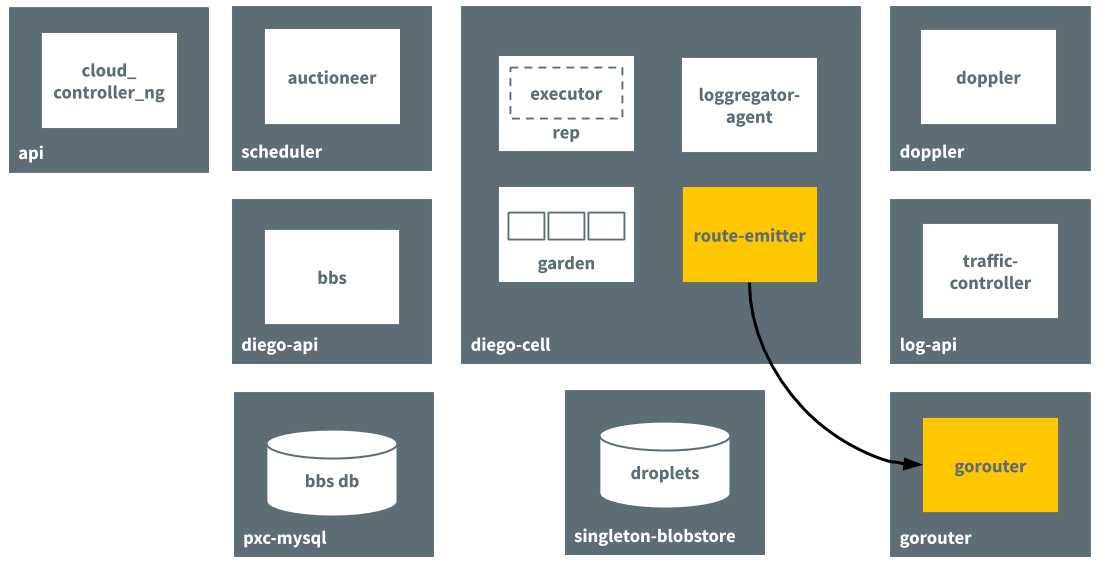 cloud_
controller_ng
api
auctioneer
scheduler
executor
rep
loggregator-
agent
garden
route-emitter
diego-cell
doppler
doppler
bbs
diego-api
traffic-
controller
log-api
bbs db
pxc-mysql
droplets
singleton-blobstore
gorouter
gorouter